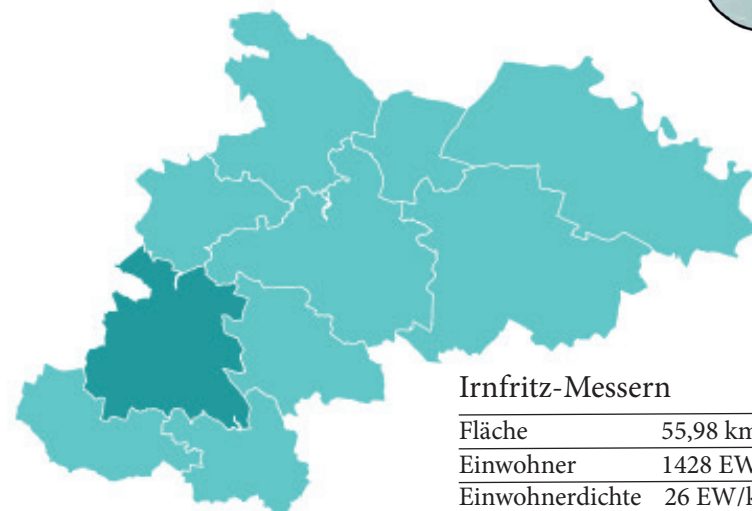 Irnfritz-Messern
Fläche 55,98 km
Einwohner 1428 EW
Einwohnerdichte 26 EW/k